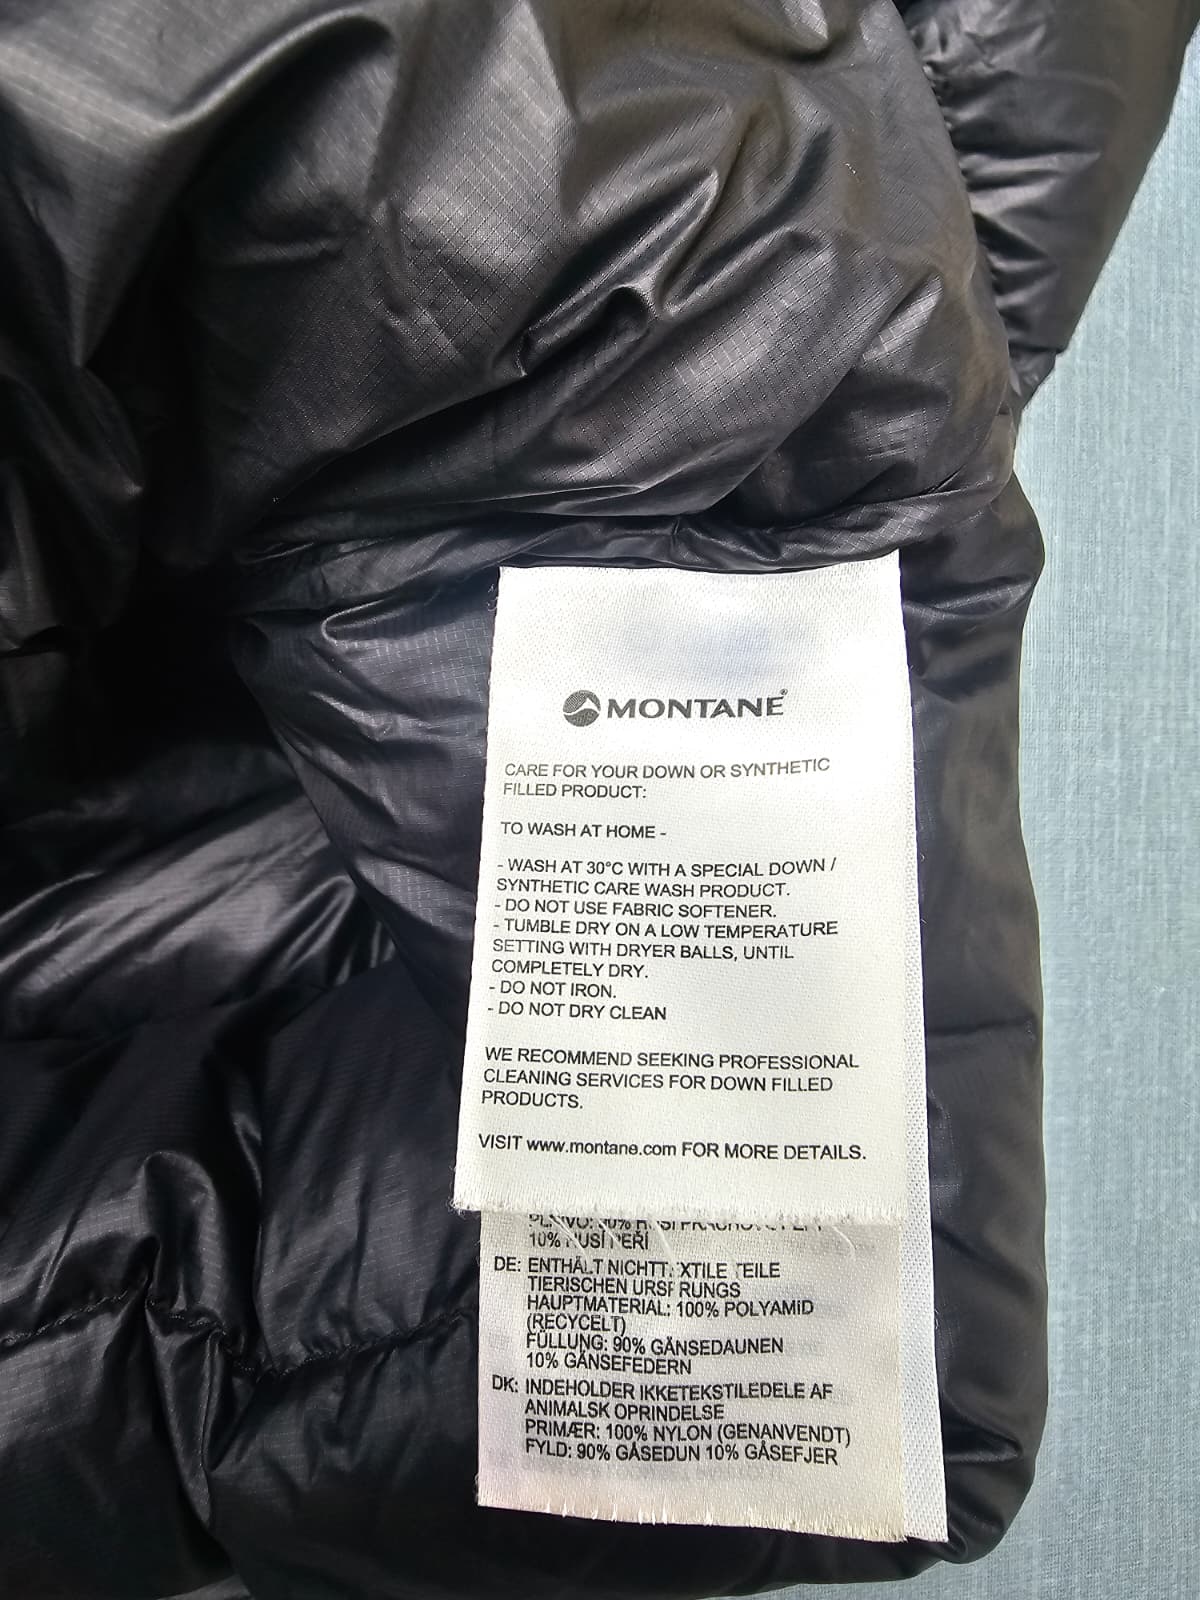 MONTANE®
CARE FOR YOUR DOWN OR SYNTHETIC
FILLED PRODUCT:
TO WASH AT HOME -
- WASH AT 30°C WITH A SPECIAL DOWN /
SYNTHETIC CARE WASH PRODUCT.
- DO NOT USE FABRIC SOFTENER.
- TUMBLE DRY ON A LOW TEMPERATURE
SETTING WITH DRYER BALLS, UNTIL
COMPLETELY DRY.
- DO NOT IRON.
- DO NOT DRY CLEAN
WE RECOMMEND SEEKING PROFESSIONAL
CLEANING SERVICES FOR DOWN FILLED
PRODUCTS.
VISIT www.montane.com FOR MORE DETAILS.
10% HUSÍ PEŘÍ
DE: ENTHÄLT NICHTTEXTILE TEILE
TIERISCHEN URSPRUNGS
HAUPTMATERIAL: 100% POLYAMID
(RECYCELT)
FÜLLUNG: 90% GÄNSEDAUNEN
10% GÄNSEFEDERN
DK: INDEHOLDER IKKETEKSTILEDELE AF
ANIMALSK OPRINDELSE
PRIMÆR: 100% NYLON (GENANVENDT)
FYLD: 90% GÅSEDUN 10% GÅSEFJER